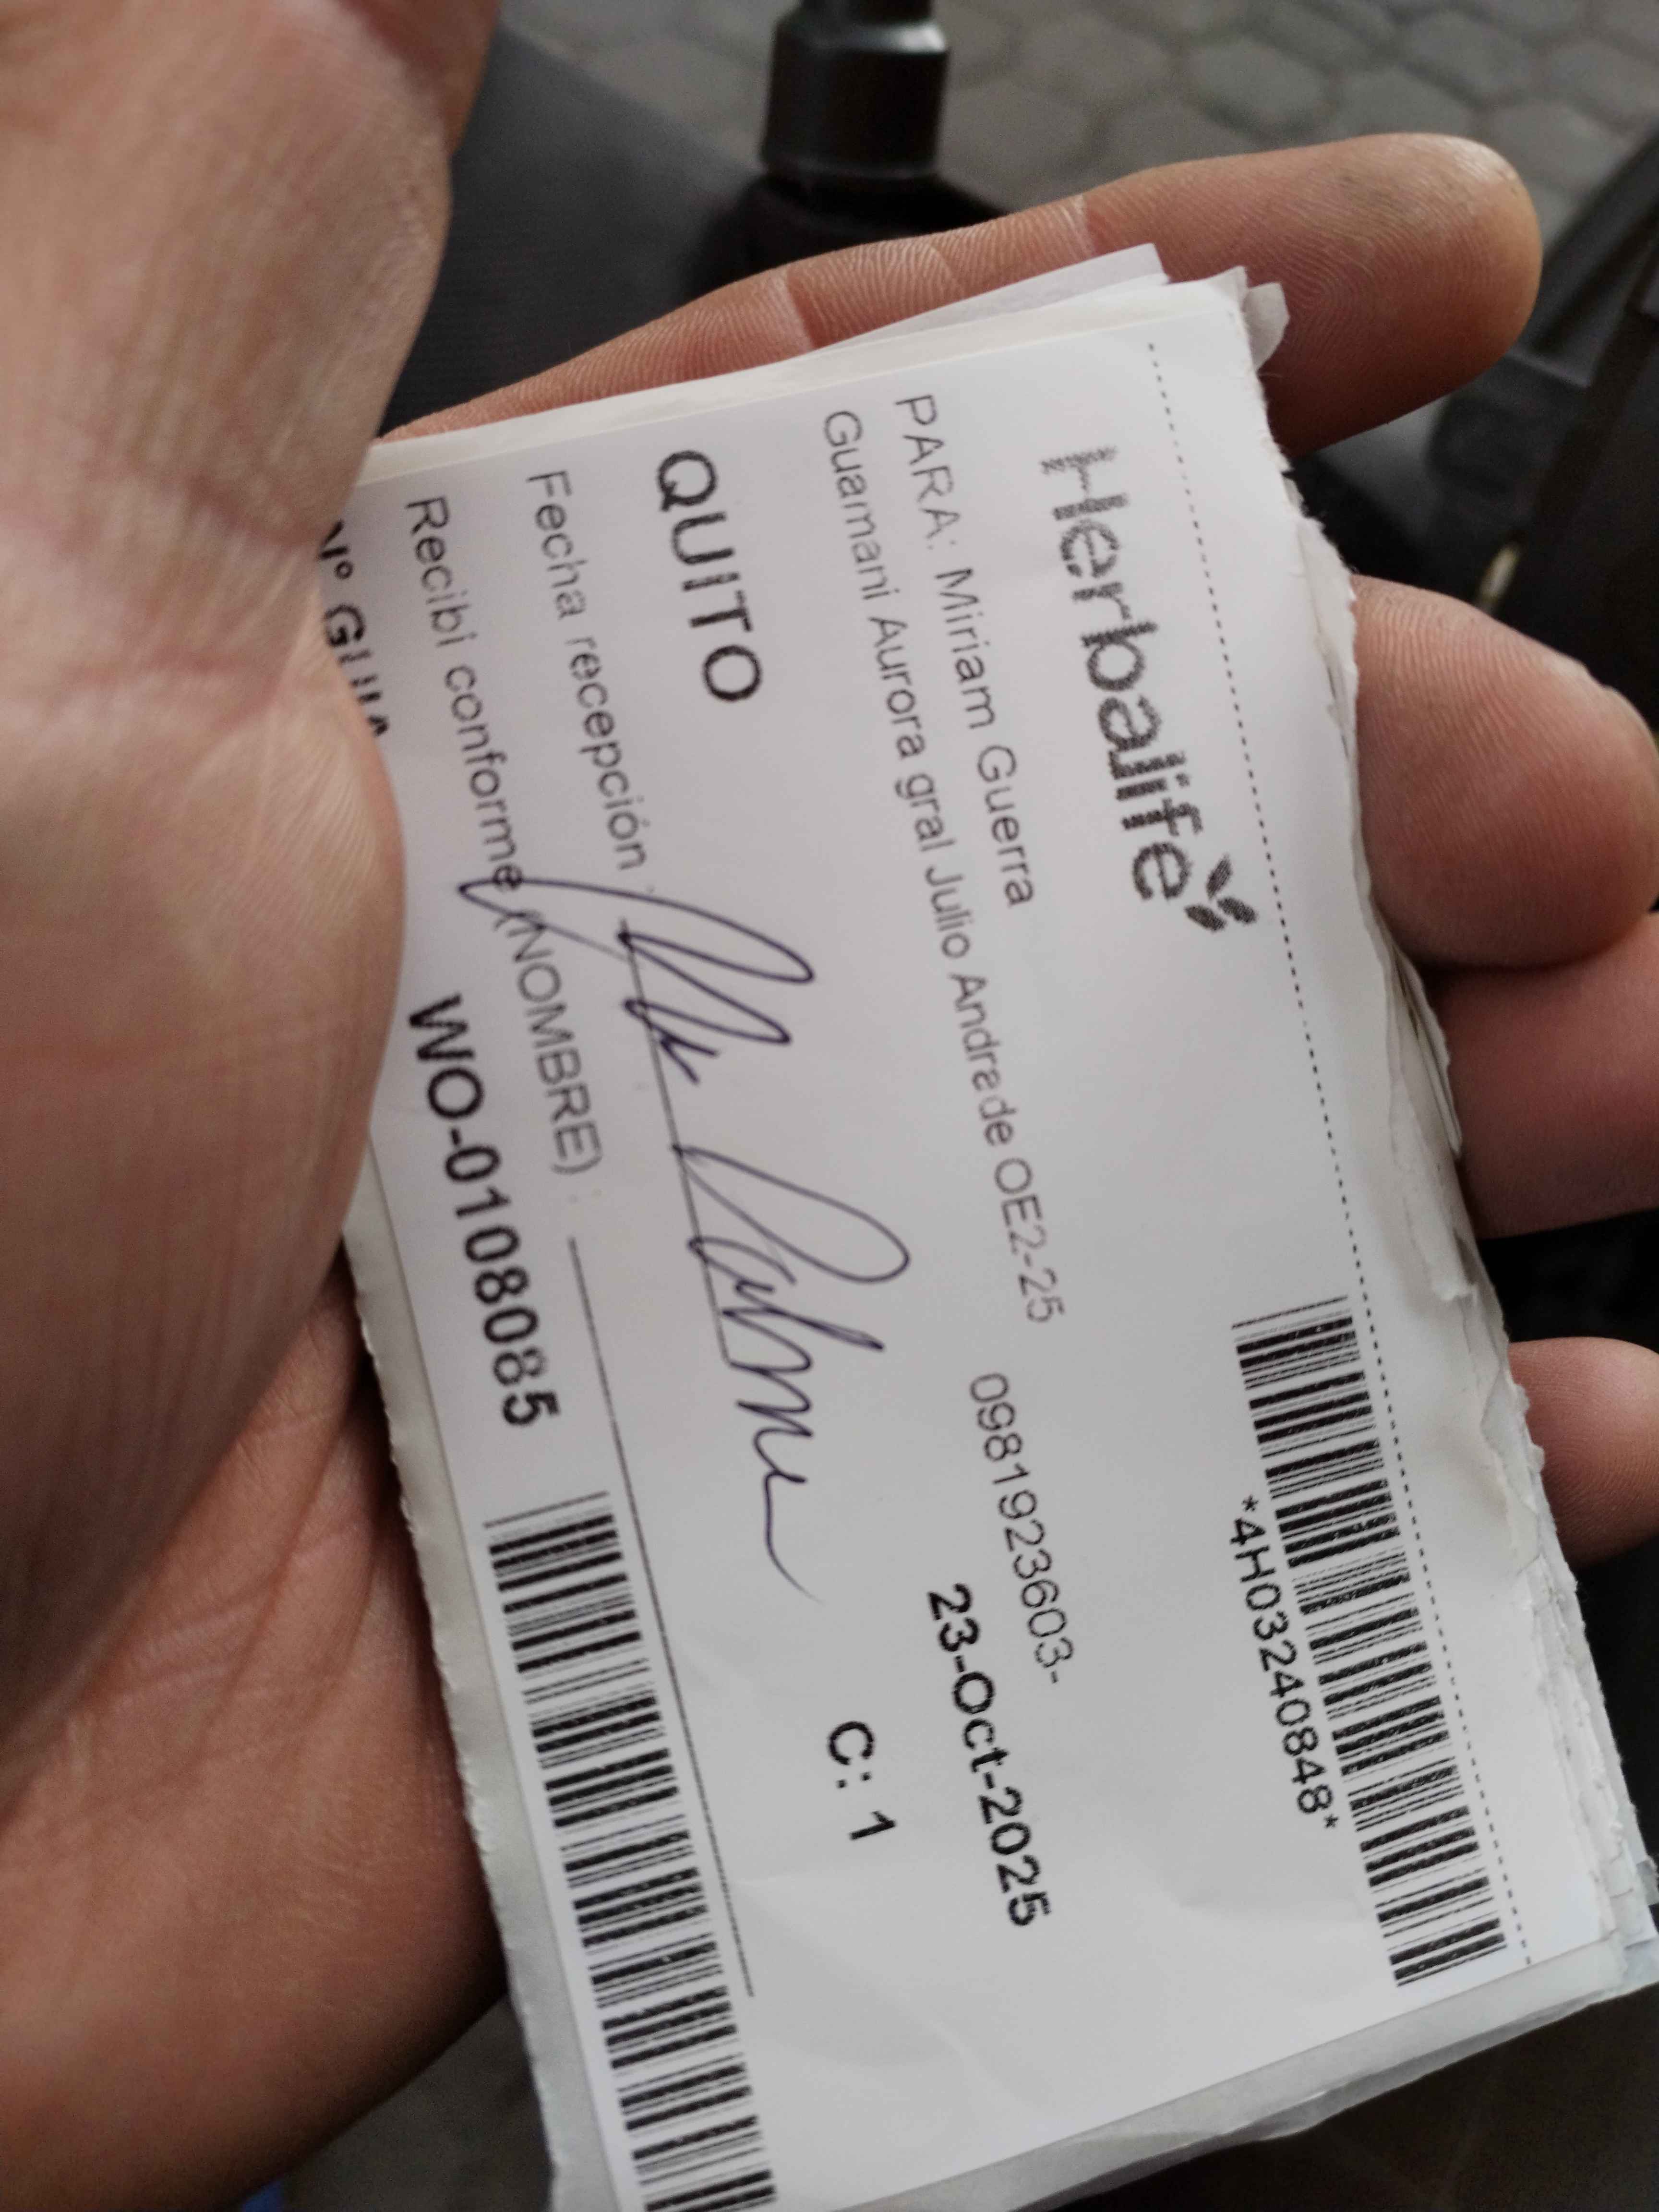 Herbalife
*4H03240848*
PARA: Miriam Guerra
Guamani Aurora gral Julio Andrade OE2-25 0981923603-
23-Oct-2025
QUITO
C: 1
Fecha recepción :
Recibi conforme (NOMBRE) :
N° GUIA WO-0108085